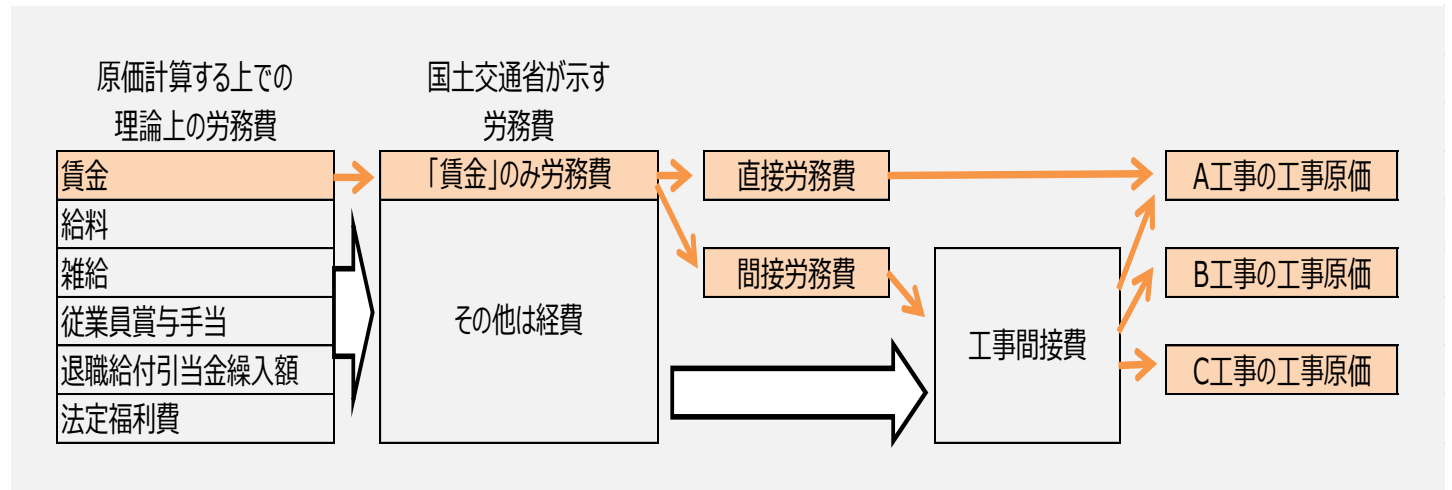 原価計算する上での
理論上の労務費
国土交通省が示す
労務費
賃金
給料
雑給
従業員賞与手当
退職給付引当金繰入額
法定福利費
「賃金」のみ労務費
その他は経費
直接労務費
間接労務費
工事間接費
A工事の工事原価
B工事の工事原価
C工事の工事原価